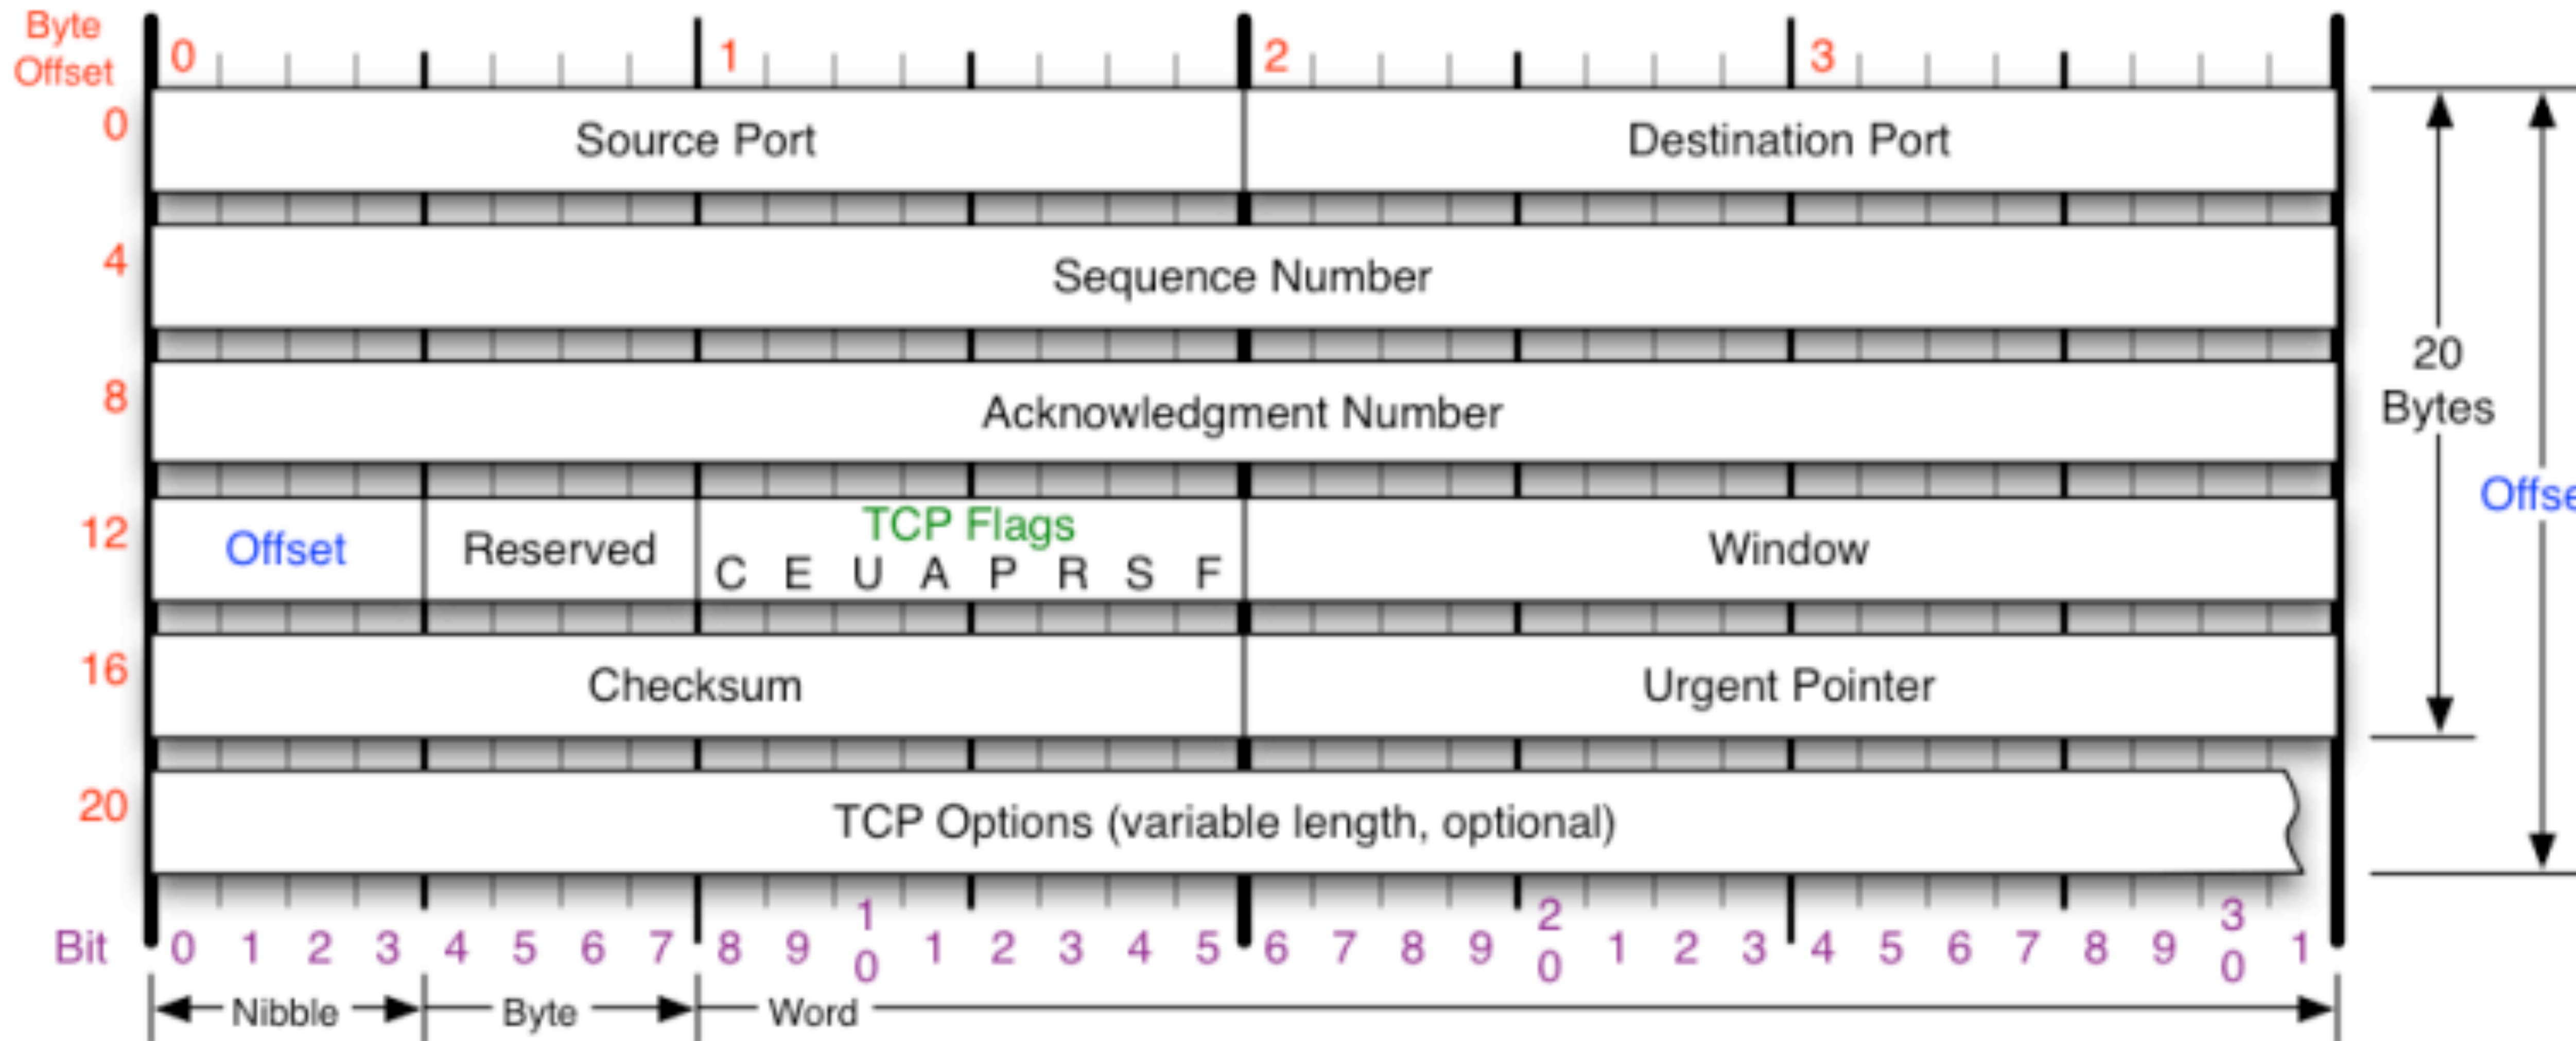 Byte
Offset
0 1 2 3
0 Source Port Destination Port
4 Sequence Number
8 Acknowledgment Number
20
Bytes
12 Offset Reserved TCP Flags Window
C E U A P R S F
16 Checksum Urgent Pointer
20 TCP Options (variable length, optional)
Bit 0 1 2 3 4 5 6 7 8 9 10 1 2 3 4 5 6 7 8 9 20 1 2 3 4 5 6 7 8 9 30 1
Nibble Byte Word